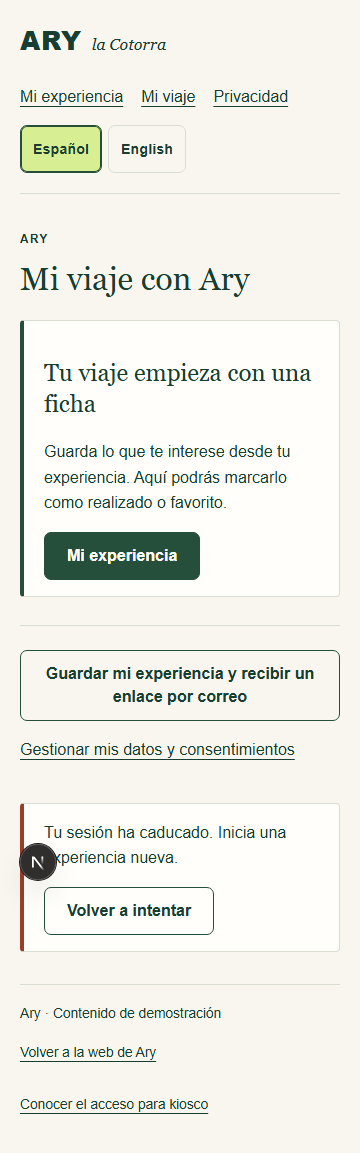 ARY la Cotorra
Mi experiencia Mi viaje Privacidad
Español English
ARY
Mi viaje con Ary
Tu viaje empieza con una
ficha
Guarda lo que te interese desde tu
experiencia. Aquí podrás marcarlo
como realizado o favorito.
Mi experiencia
Guardar mi experiencia y recibir un
enlace por correo
Gestionar mis datos y consentimientos
Tu sesión ha caducado. Inicia una
experiencia nueva.
N
Volver a intentar
Ary · Contenido de demostración
Volver a la web de Ary
Conocer el acceso para kiosco